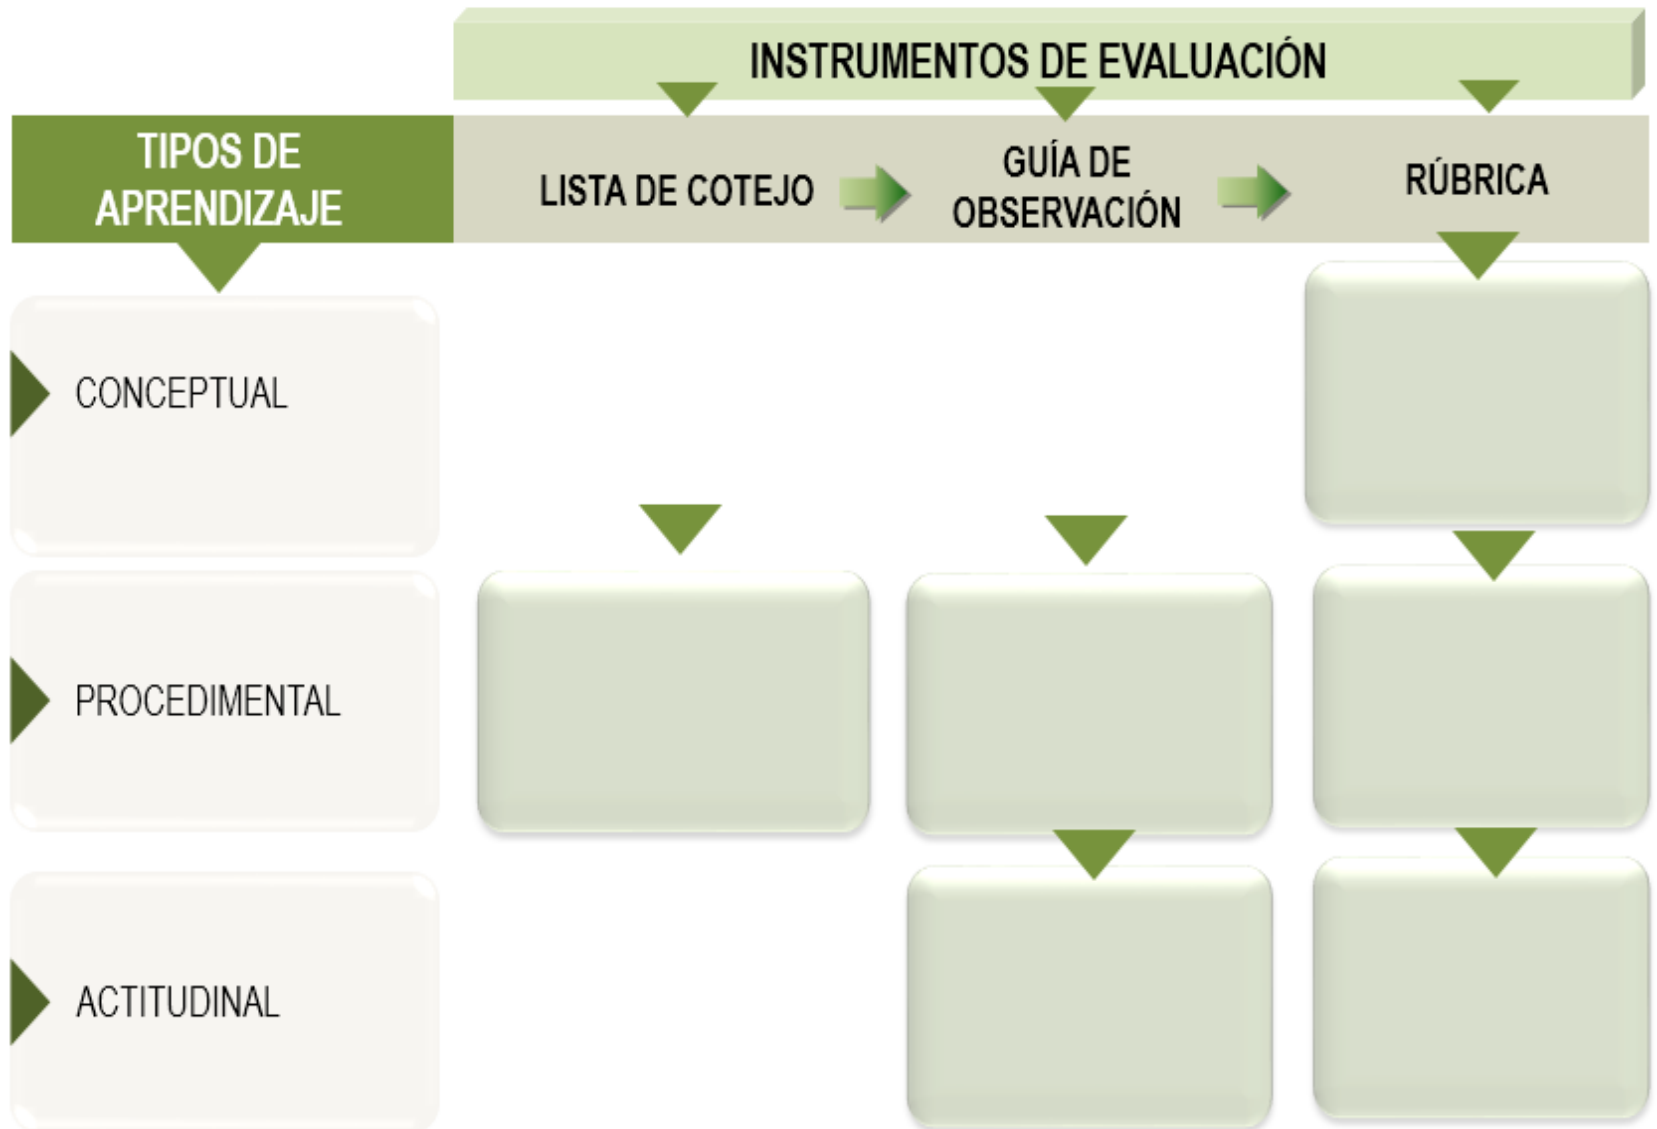 INSTRUMENTOS DE EVALUACIÓN
TIPOS DE
APRENDIZAJE
LISTA DE COTEJO
GUÍA DE
OBSERVACIÓN
RÚBRICA
CONCEPTUAL
PROCEDIMENTAL
ACTITUDINAL